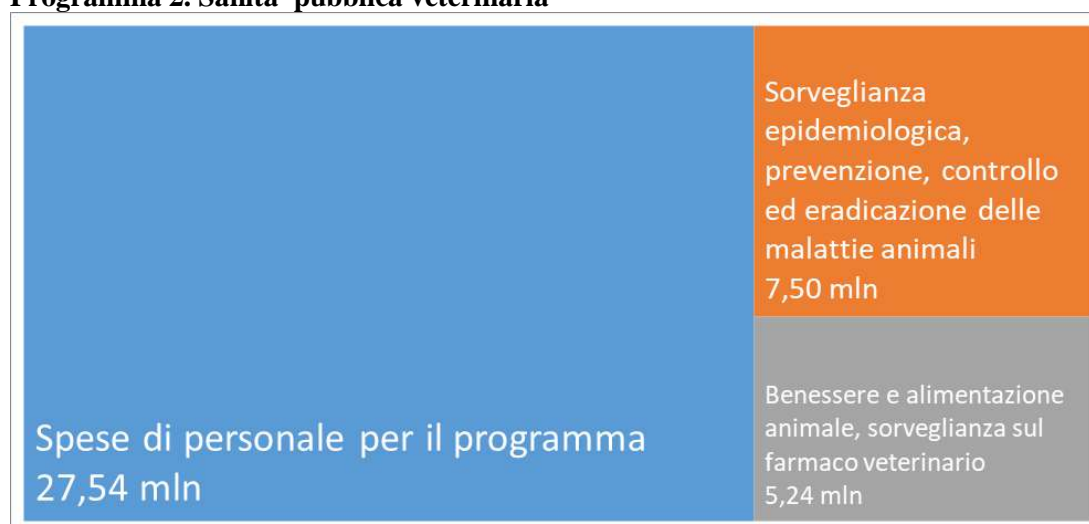 Programma 2. Sanita' pubblica veterinaria
Spese di personale per il programma
27,54 mln
Sorveglianza
epidemiologica,
prevenzione, controllo
ed eradicazione delle
malattie animali
7,50 mln
Benessere e alimentazione
animale, sorveglianza sul
farmaco veterinario
5,24 mln